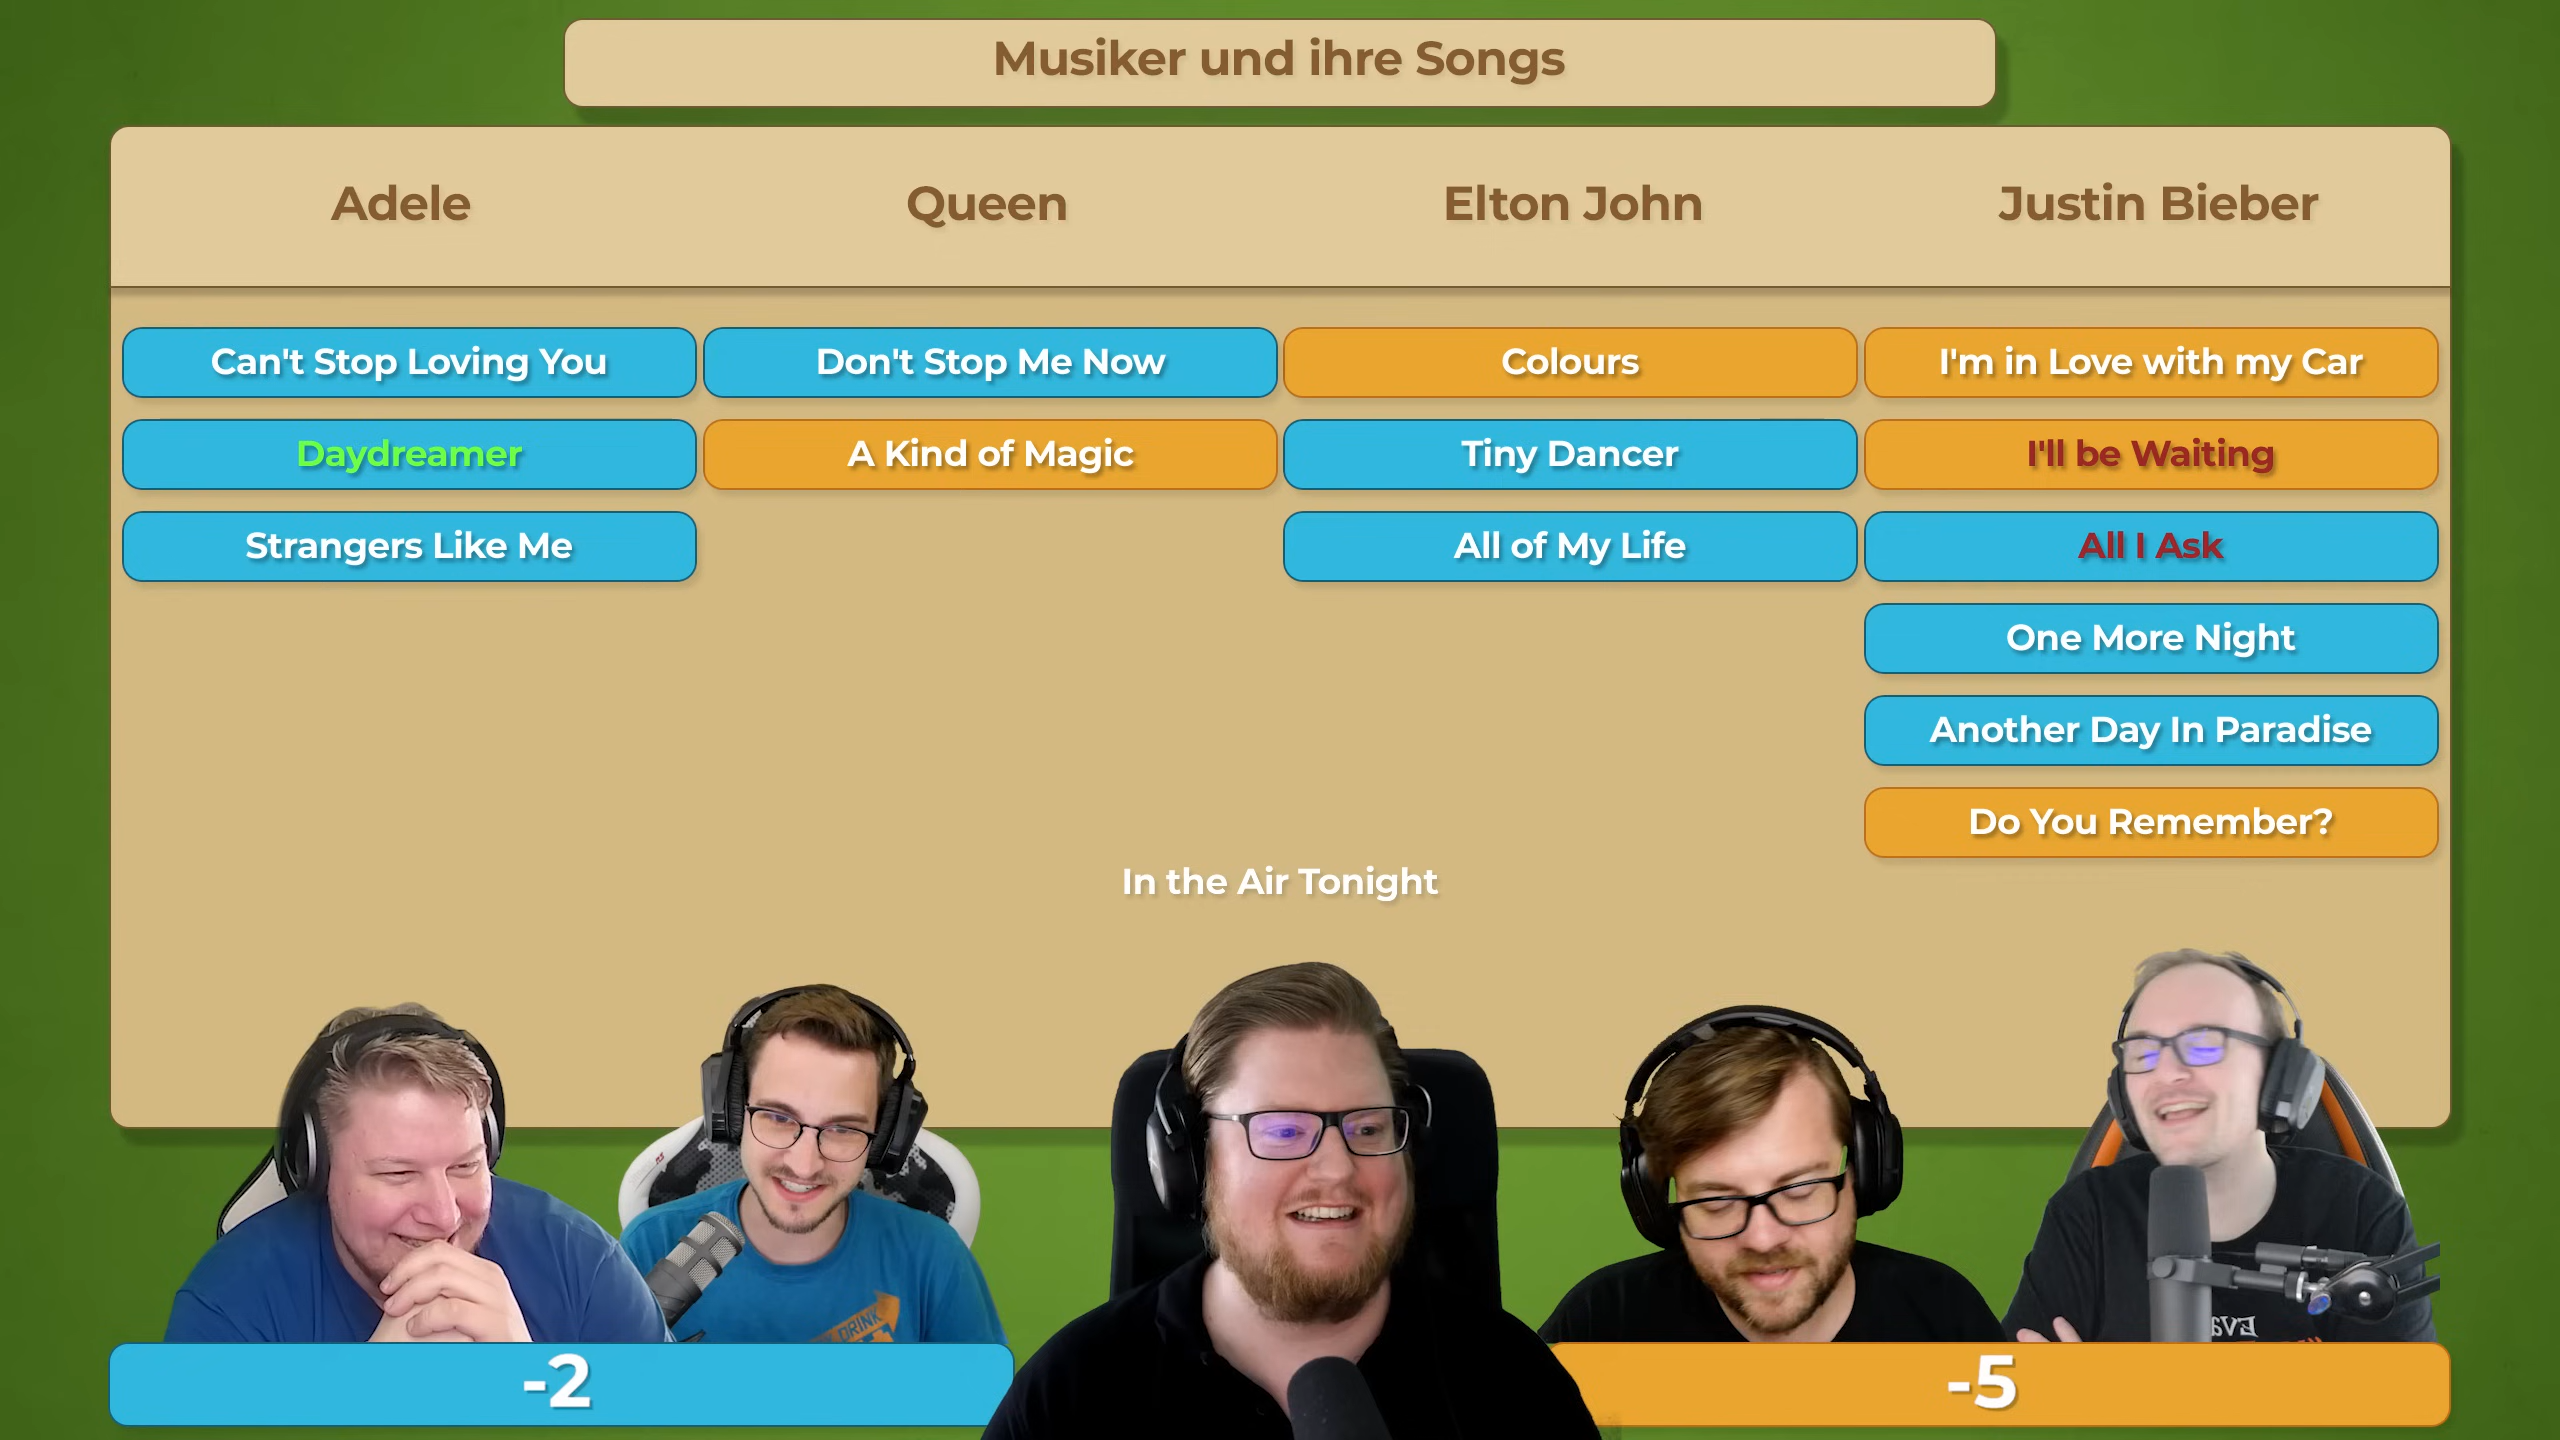 Musiker und ihre Songs
Adele
Queen
Elton John
Justin Bieber
Can't Stop Loving You
Don't Stop Me Now
Colours
I'm in Love with my Car
Daydreamer
A Kind of Magic
Tiny Dancer
I'll be Waiting
Strangers Like Me
All of My Life
All I Ask
One More Night
Another Day In Paradise
Do You Remember?
In the Air Tonight
DRINK
-2
-5